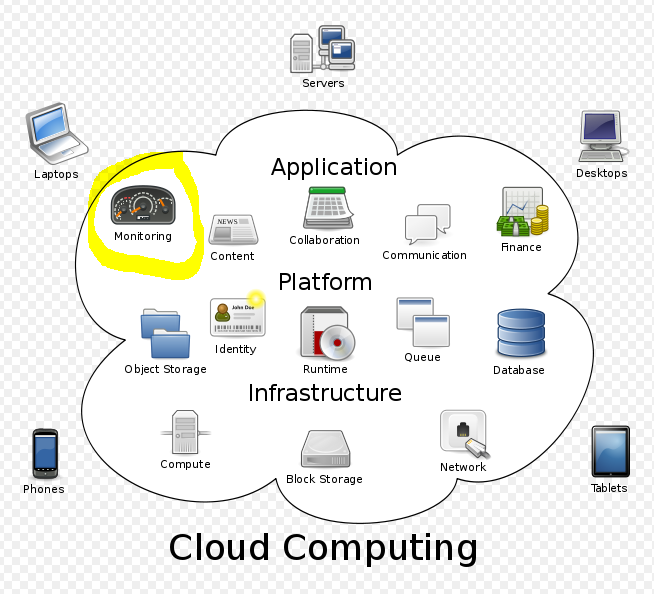 Servers
Laptops
Desktops
Application
Monitoring
NEWS
Content
Collaboration
Communication
Finance
Platform
John Doe
Object Storage
Identity
Runtime
Queue
Database
Infrastructure
Compute
Block Storage
Network
Phones
Tablets
Cloud Computing